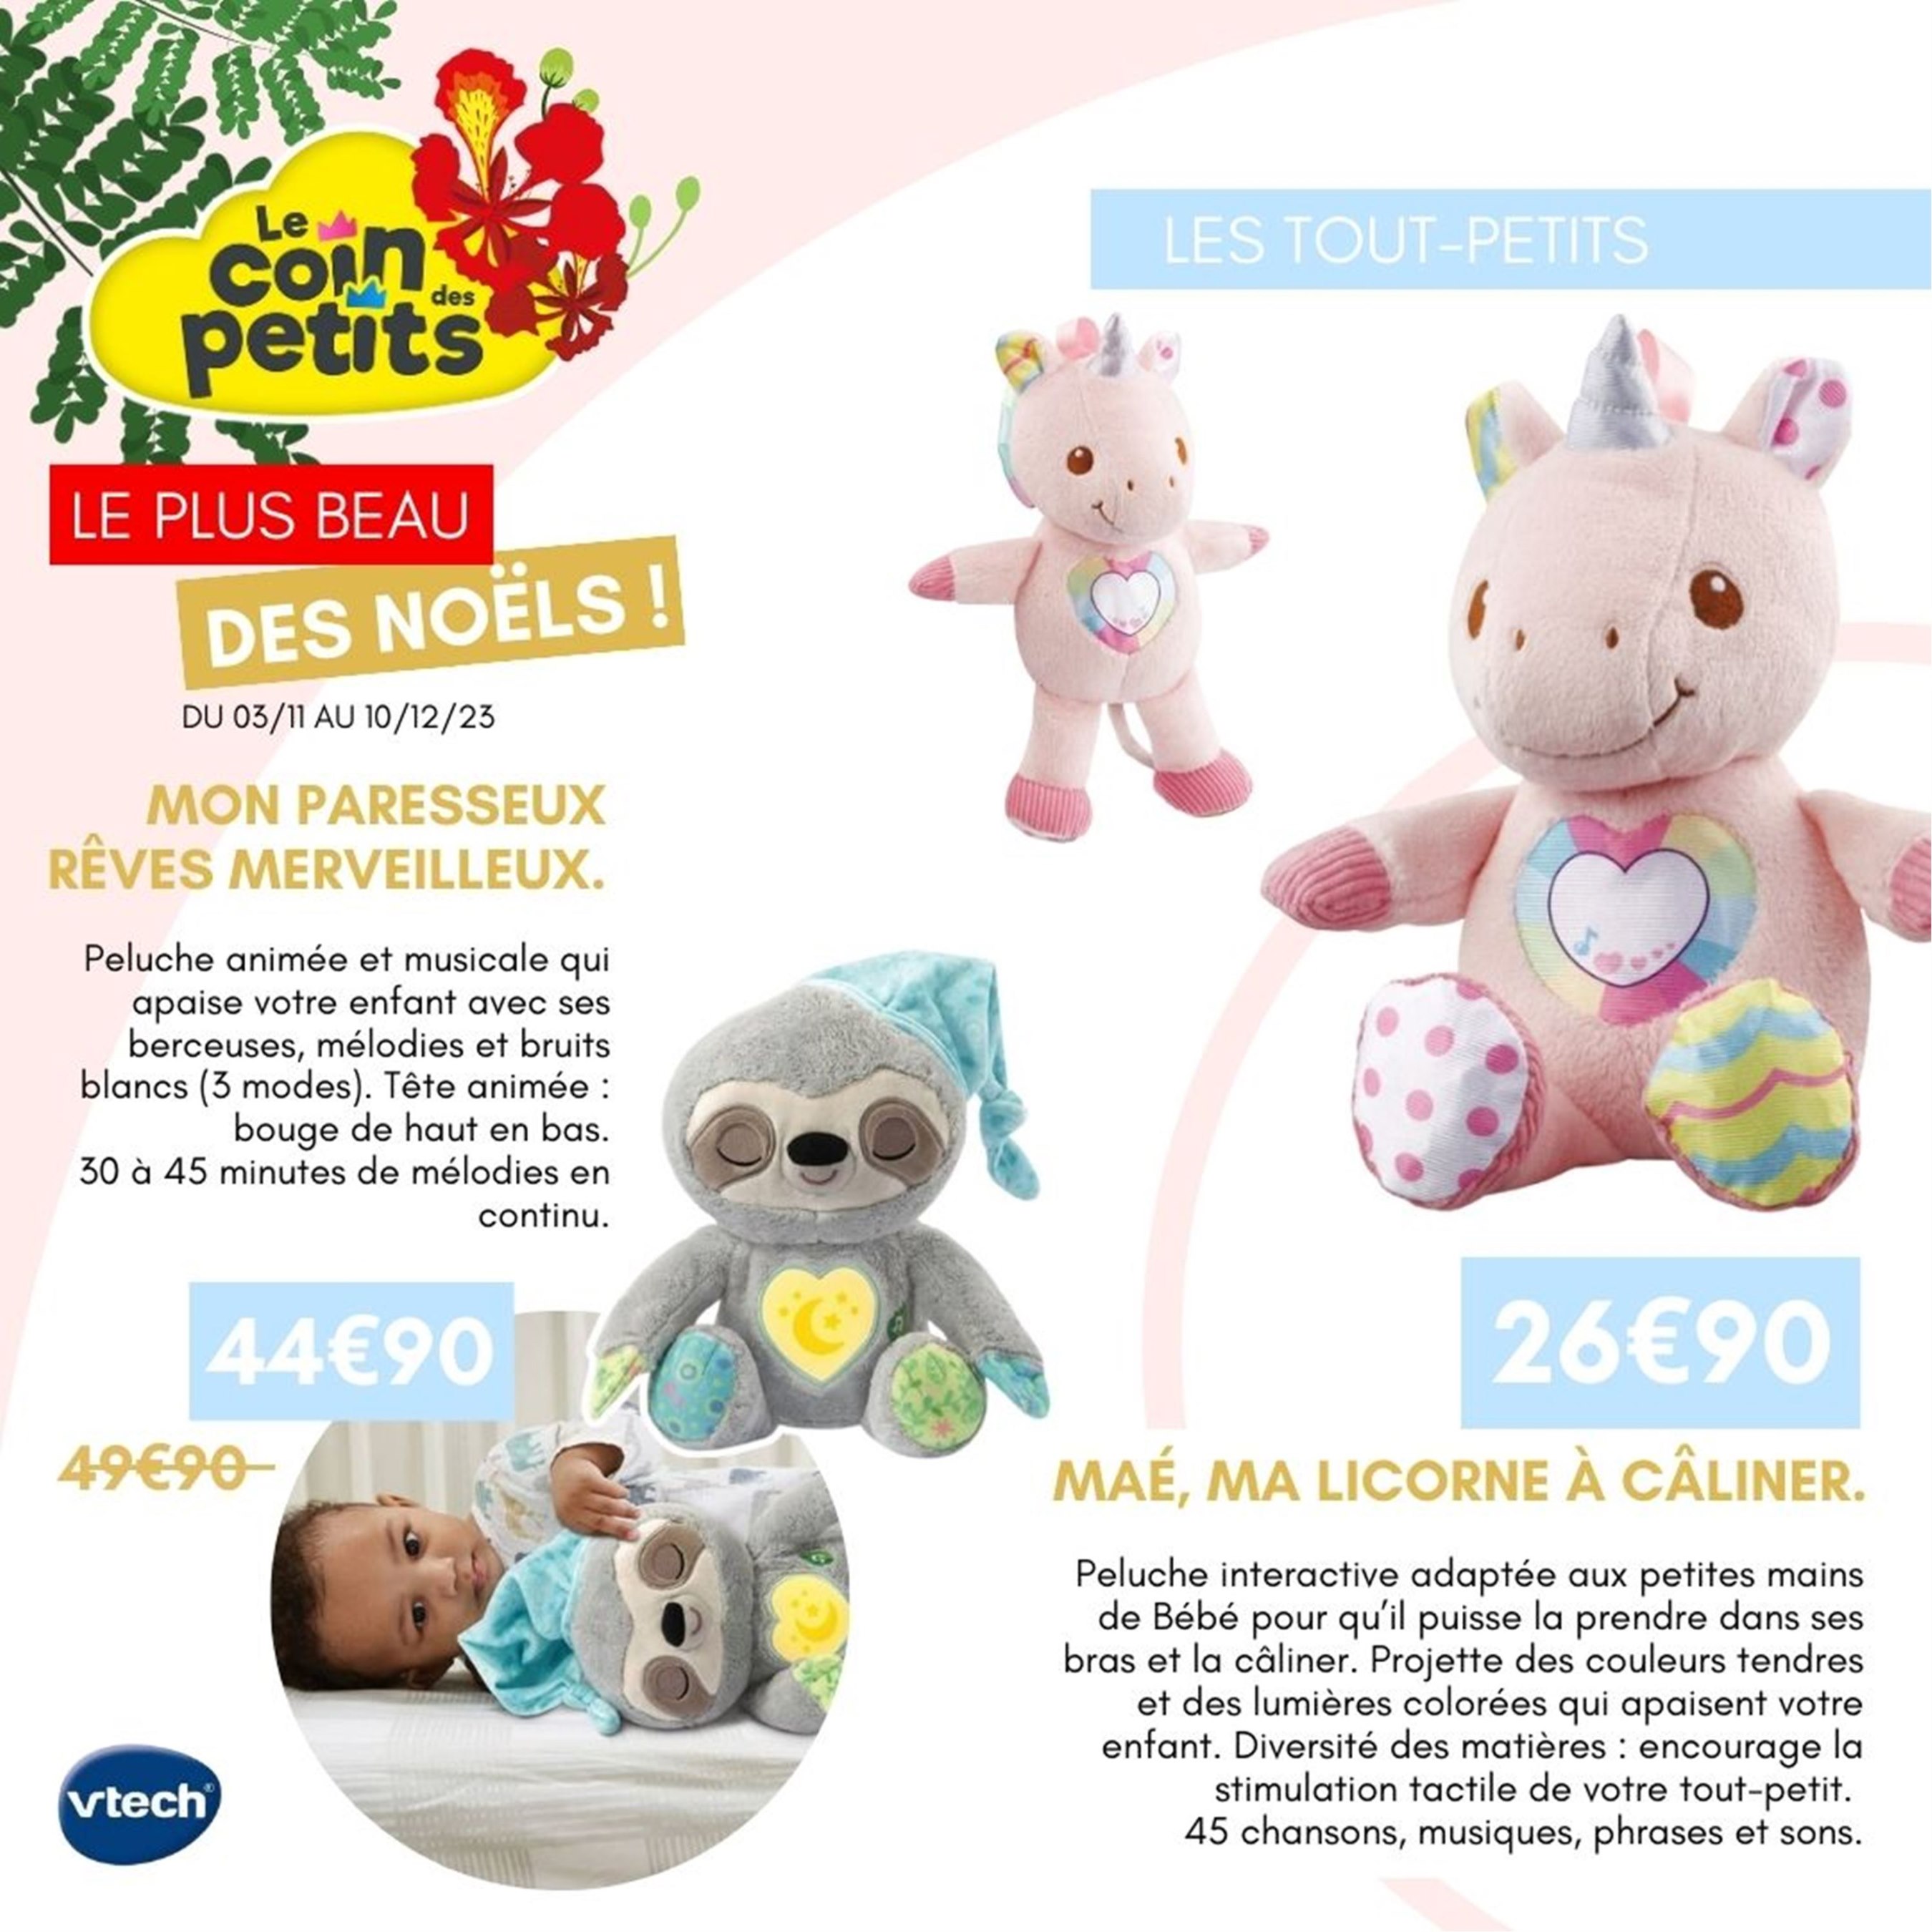 Le
coin
des
petits
LE PLUS BEAU
DES NOËLS !
DU 03/11 AU 10/12/23
MON PARESSEUX
RÊVES MERVEILLEUX.
Peluche animée et musicale qui
apaise votre enfant avec ses
berceuses, mélodies et bruits
blancs (3 modes). Tête animée :
bouge de haut en bas.
30 à 45 minutes de mélodies en
continu.
44€90
49€90
vtech®
LES TOUT-PETITS
26€90
MAÉ, MA LICORNE À CÂLINER.
Peluche interactive adaptée aux petites mains
de Bébé pour qu'il puisse la prendre dans ses
bras et la câliner. Projette des couleurs tendres
et des lumières colorées qui apaisent votre
enfant. Diversité des matières : encourage la
stimulation tactile de votre tout-petit.
45 chansons, musiques, phrases et sons.